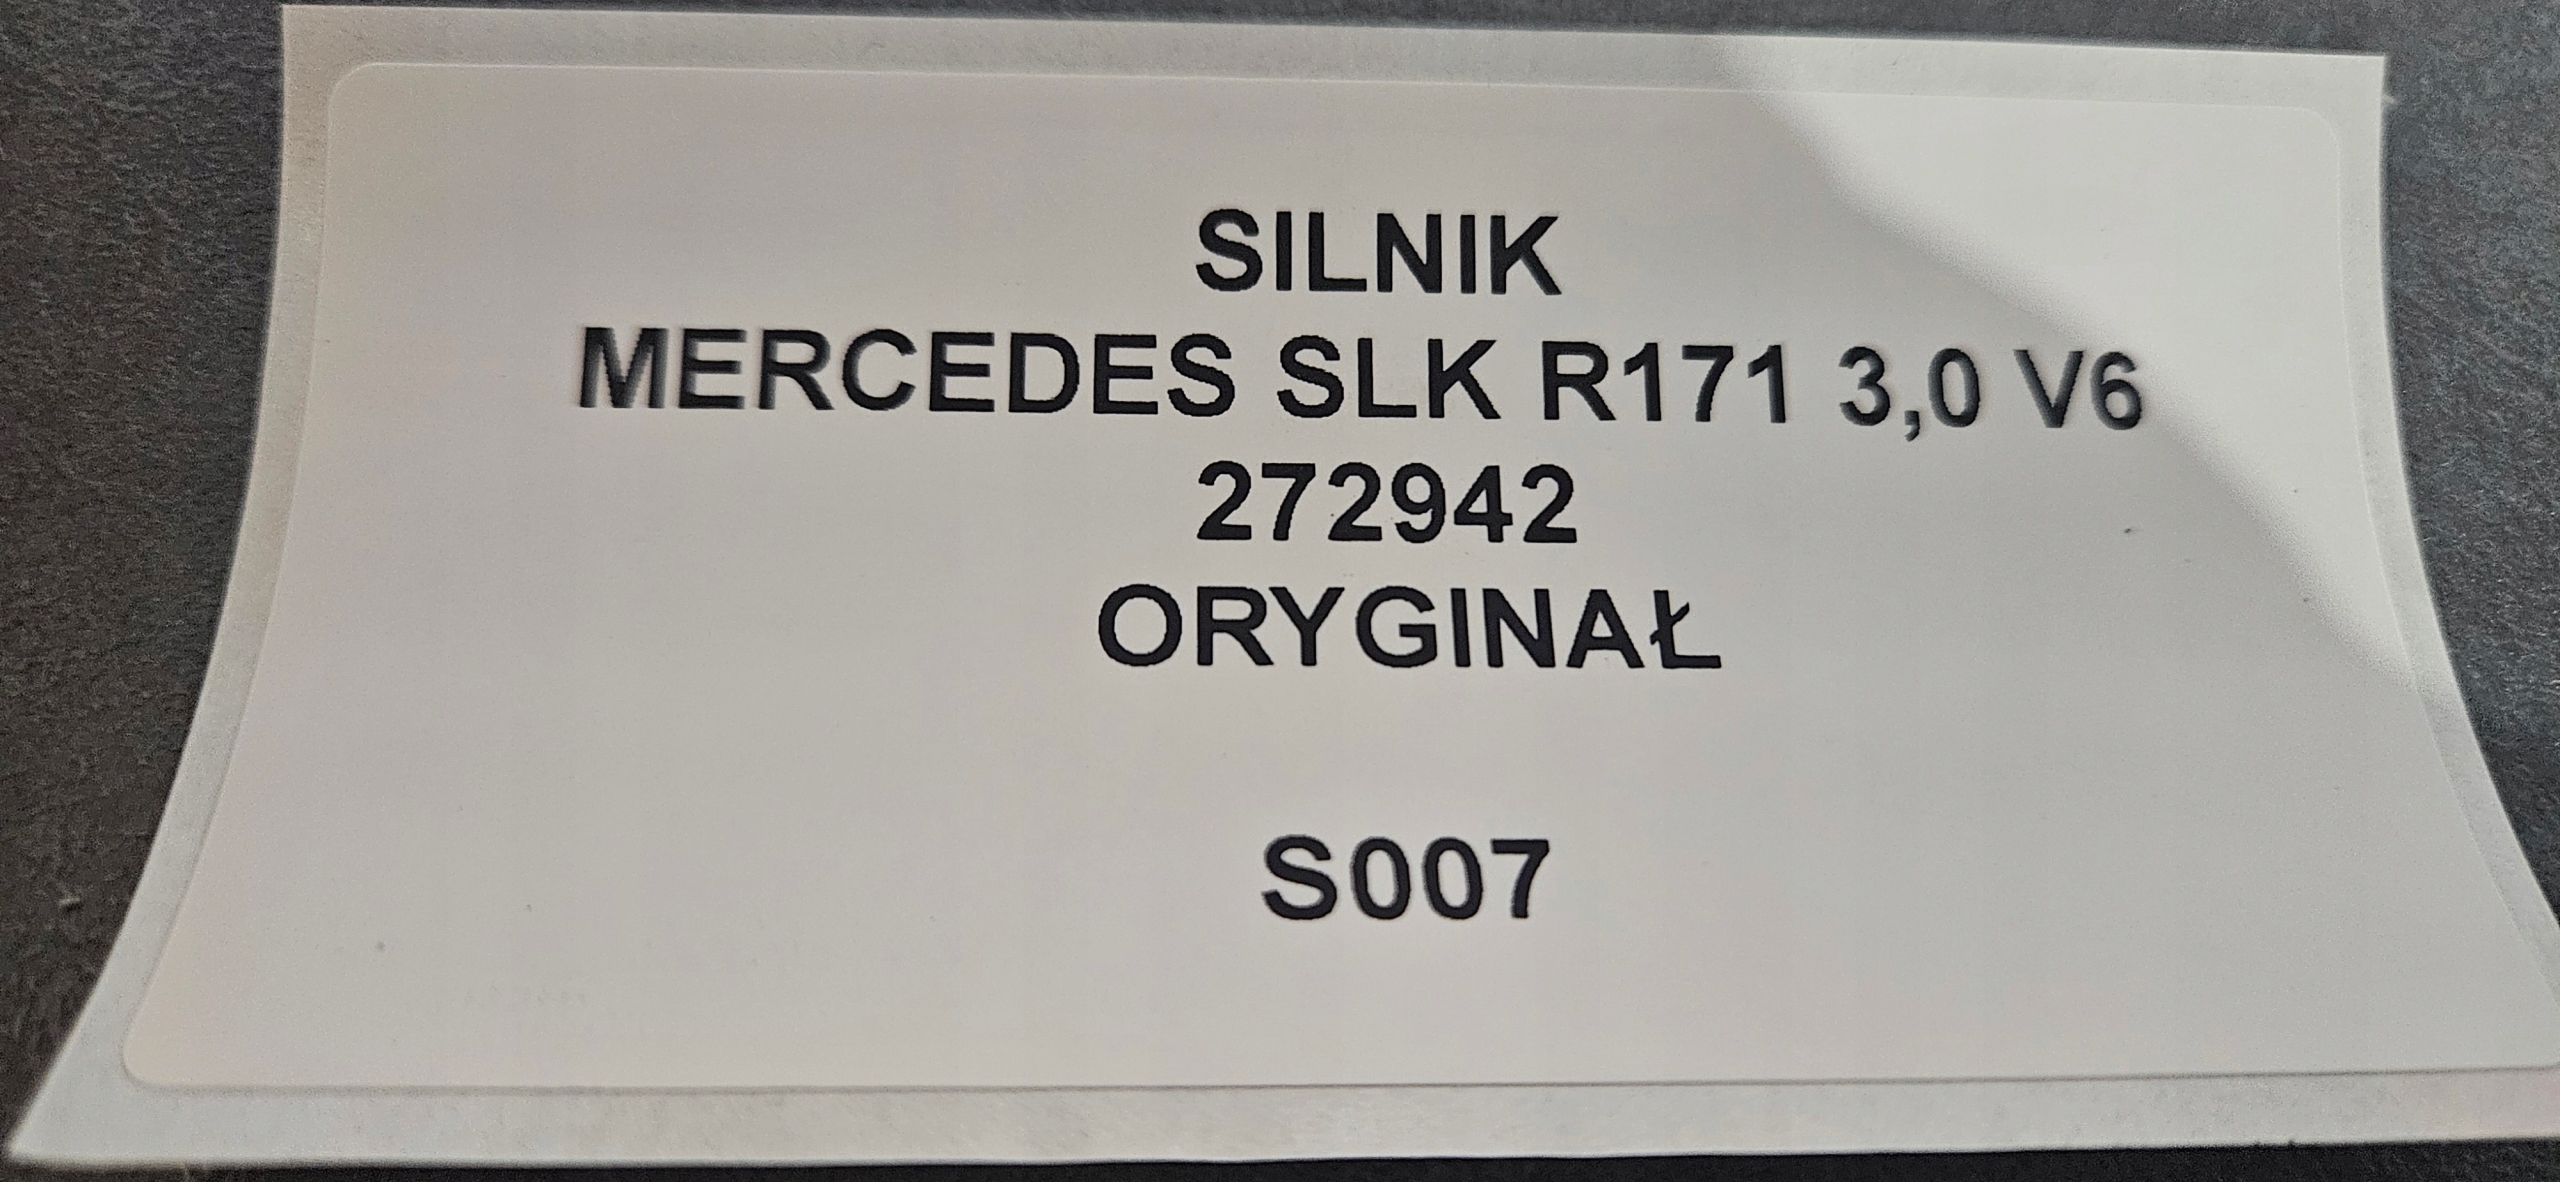 SILNIK
MERCEDES SLK R171 3,0 V6
272942
ORYGINAŁ
S007